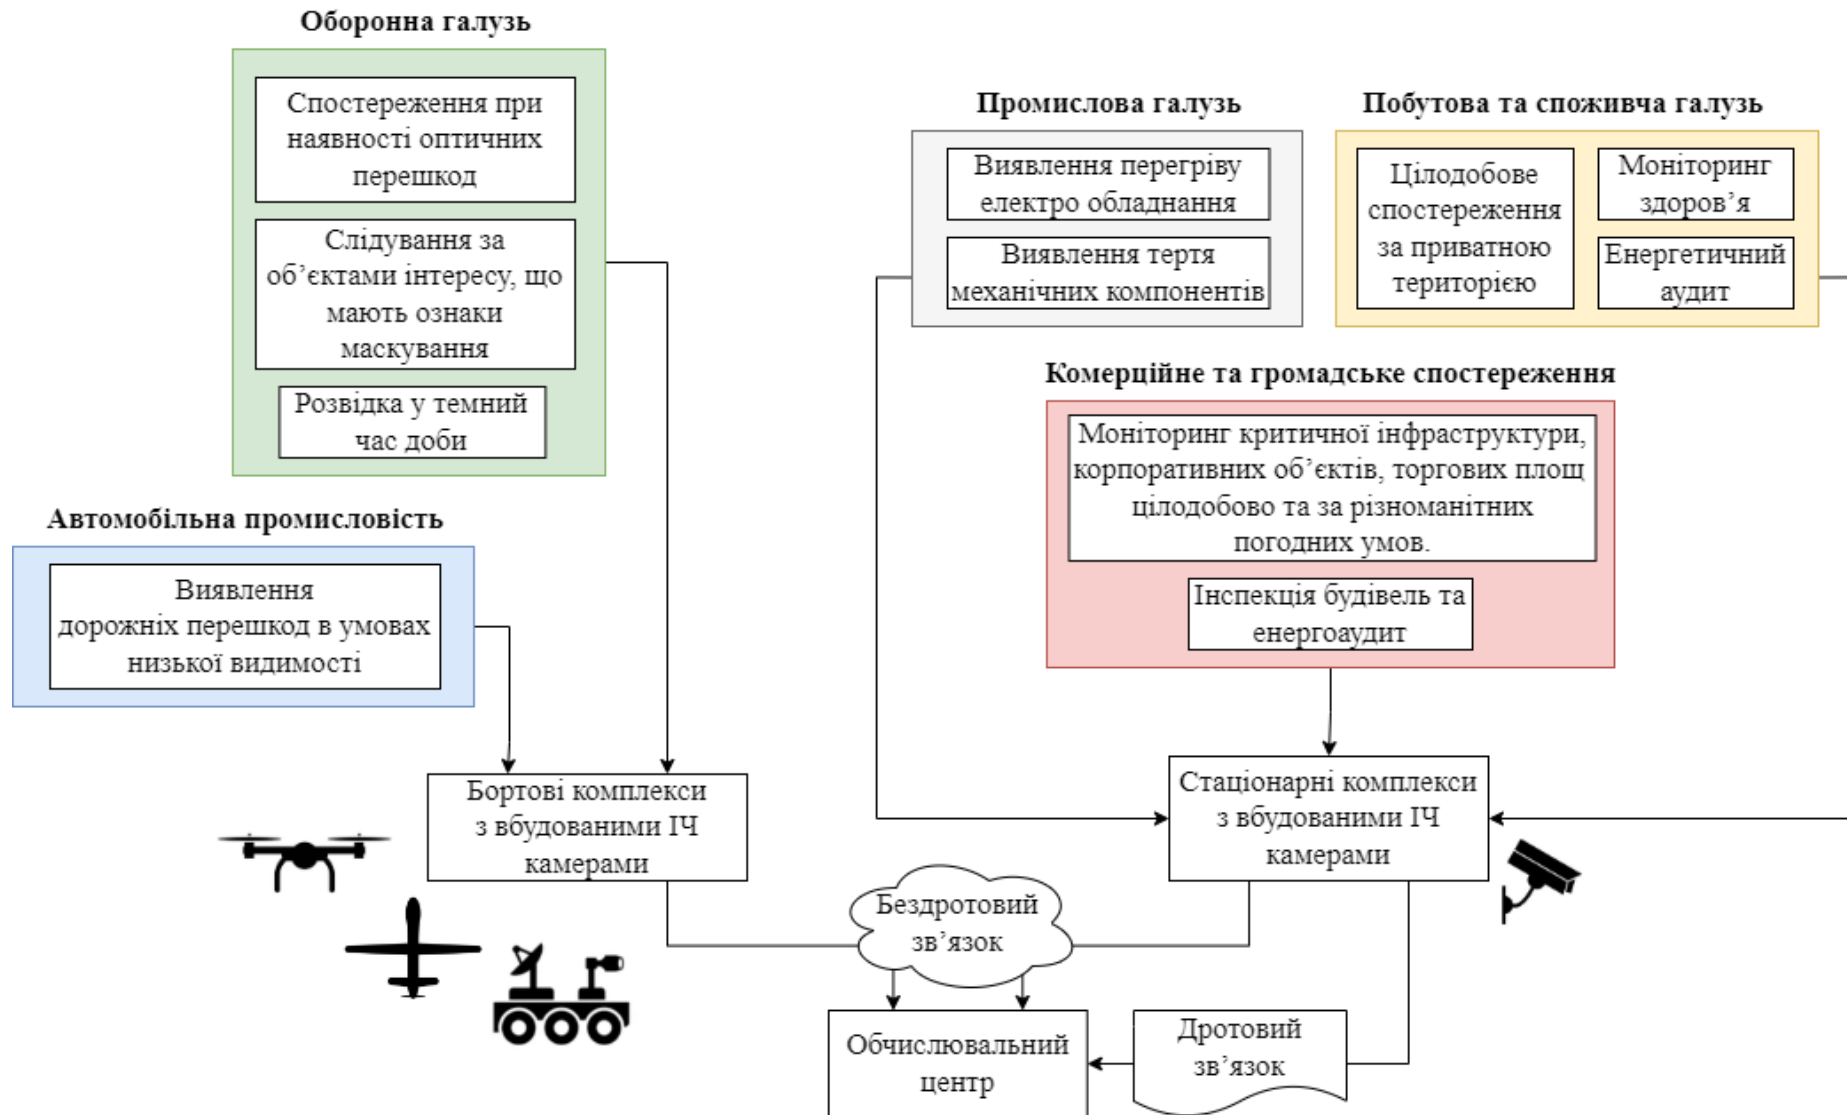 Оборонна галузь
Спостереження при
наявності оптичних
перешкод
Слідування за
об’єктами інтересу, що
мають ознаки
маскування
Розвідка у темний
час доби
Автомобільна промисловість
Виявлення
дорожніх перешкод в умовах
низької видимості
Промислова галузь
Виявлення перегріву
електро обладнання
Виявлення тертя
механічних компонентів
Побутова та споживча галузь
Цілодобове
спостереження
за приватною
територією
Моніторинг
здоров’я
Енергетичний
аудит
Комерційне та громадське спостереження
Моніторинг критичної інфраструктури,
корпоративних об’єктів, торгових площ
цілодобово та за різноманітних
погодних умов.
Інспекція будівель та
енергоаудит
Бортові комплекси
з вбудованими ІЧ
камерами
Стаціонарні комплекси
з вбудованими ІЧ
камерами
Бездротовий
зв’язок
Обчислювальний
центр
Дротовий
зв’язок